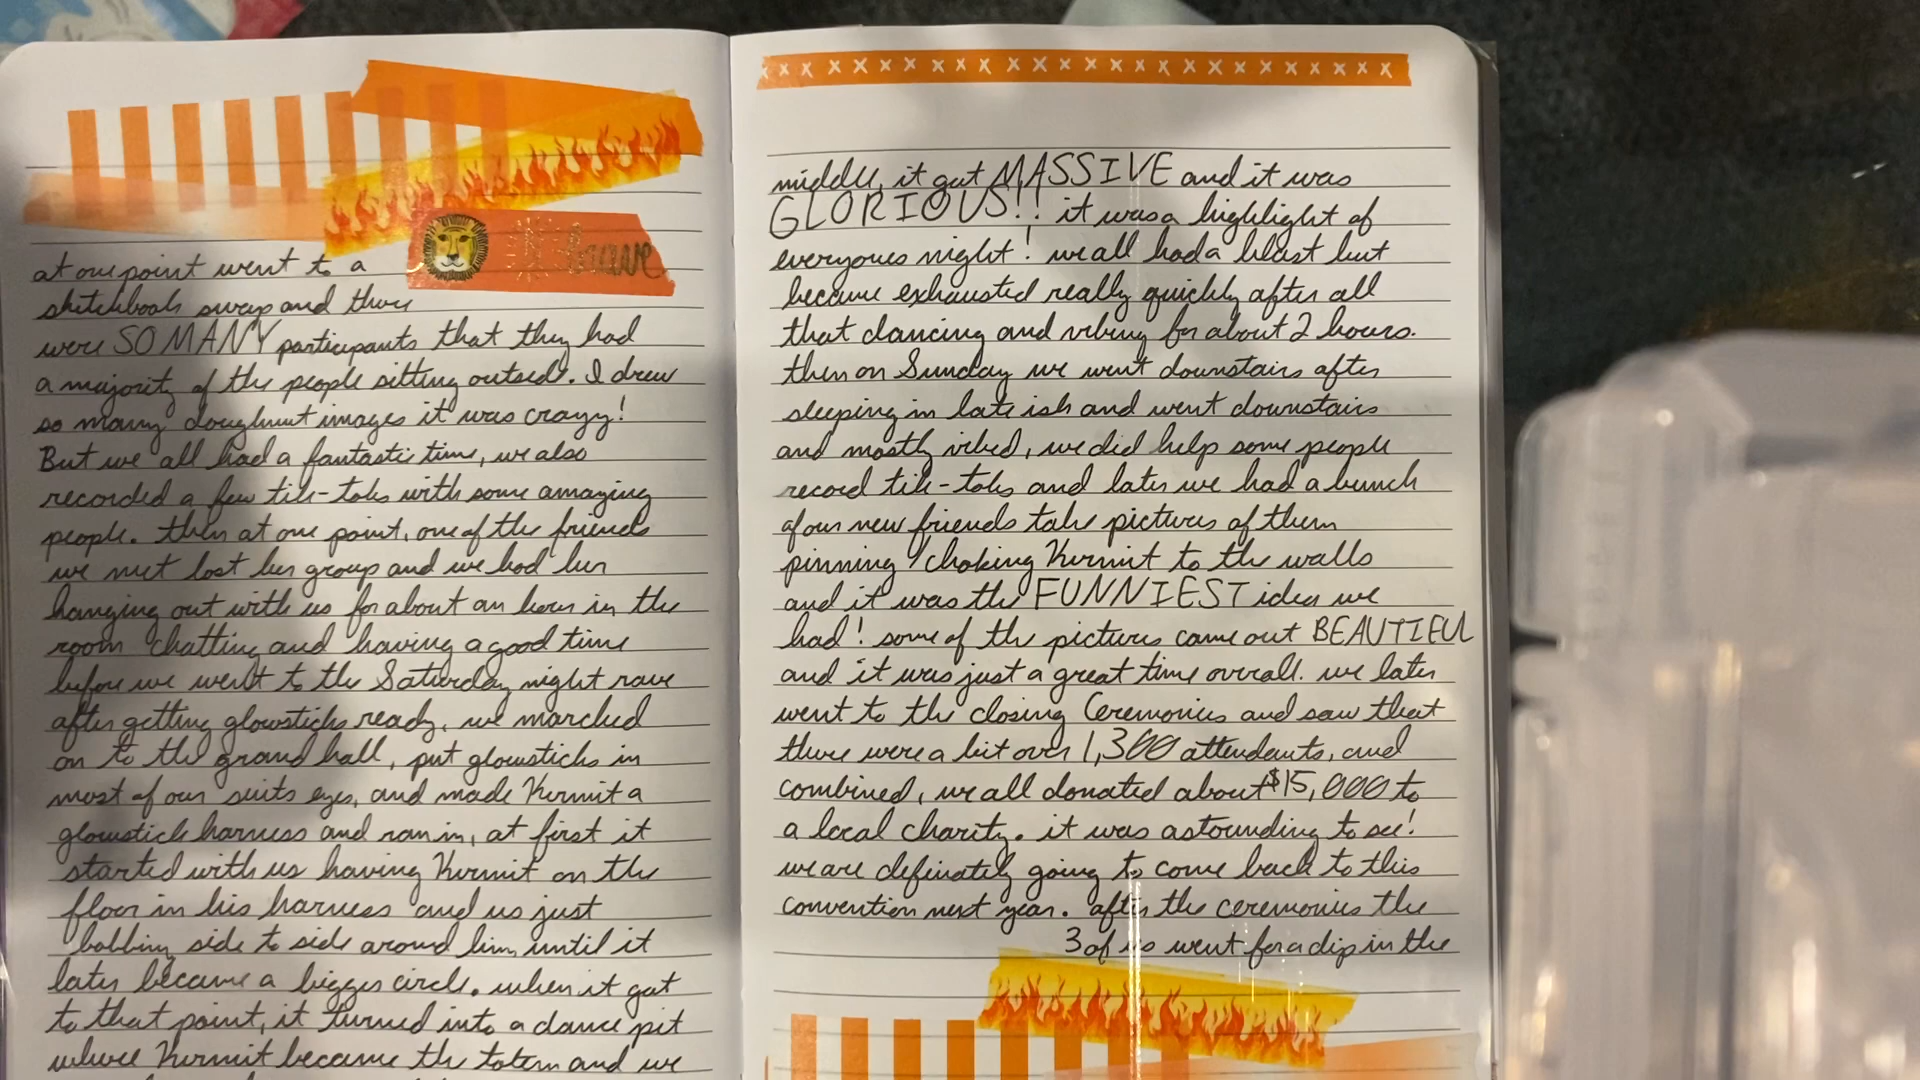 brave
at one point went to a
sketchbook swap and there
were SO MANY participants that they had
a majority of the people sitting outside. I drew
so many doughnut images it was crazy!
But we all had a fantastic time, we also
recorded a few tik-toks with some amazing
people. then at one point, one of the friends
we met lost her group and we had her
hanging out with us for about an hour in the
room chatting and having a good time
before we went to the Saturday night rave
after getting glowsticks ready, we marched
on to the grand hall, put glowsticks in
most of our suits eyes, and made Kermit a
glowstick harness and ran in, at first it
started with us having Kermit on the
floor in his harness and us just
bobbing side to side around him, until it
later became a bigger circle. when it got
to that point, it turned into a dance pit
where Kermit became the totem and we
middle, it got MASSIVE and it was
GLORIOUS!! it was a highlight of
everyones night! we all had a blast but
became exhausted really quickly after all
that dancing and vibing for about 2 hours.
then on Sunday we went downstairs after
sleeping in late ish and went downstairs
and mostly vibed, we did help some people
record tik-toks and later we had a bunch
of our new friends take pictures of them
pinning/choking Kermit to the walls
and it was the FUNNIEST idea we
had! some of the pictures came out BEAUTIFUL
and it was just a great time overall. we later
went to the closing Ceremonies and saw that
there were a bit over 1,300 attendants, and
combined, we all donated about $15,000 to
a local charity. it was astounding to see!
we are definately going to come back to this
convention next year. after the ceremonies the
3 of us went for a dip in the